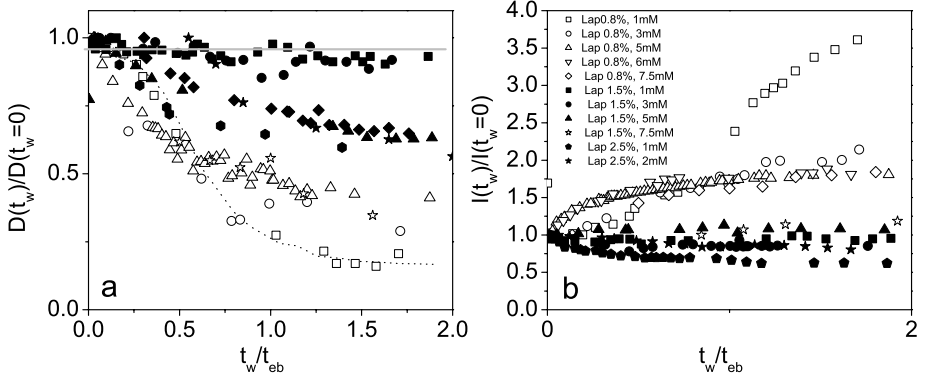 D(t_w)/D(t_w=0)
1.0
0.5
0.0
a
0.0
0.5
1.0
1.5
2.0
t_w/t_eb
I(t_w)/I(t_w=0)
4.0
3.5
3.0
2.5
2.0
1.5
1.0
0.5
0.0
Lap0.8%, 1mM
Lap 0.8%, 3mM
Lap 0.8%, 5mM
Lap 0.8%, 6mM
Lap 0.8%, 7.5mM
Lap 1.5%, 1mM
Lap 1.5%, 3mM
Lap 1.5%, 5mM
Lap 1.5%, 7.5mM
Lap 2.5%, 1mM
Lap 2.5%, 2mM
b
0
2
t_w/t_eb